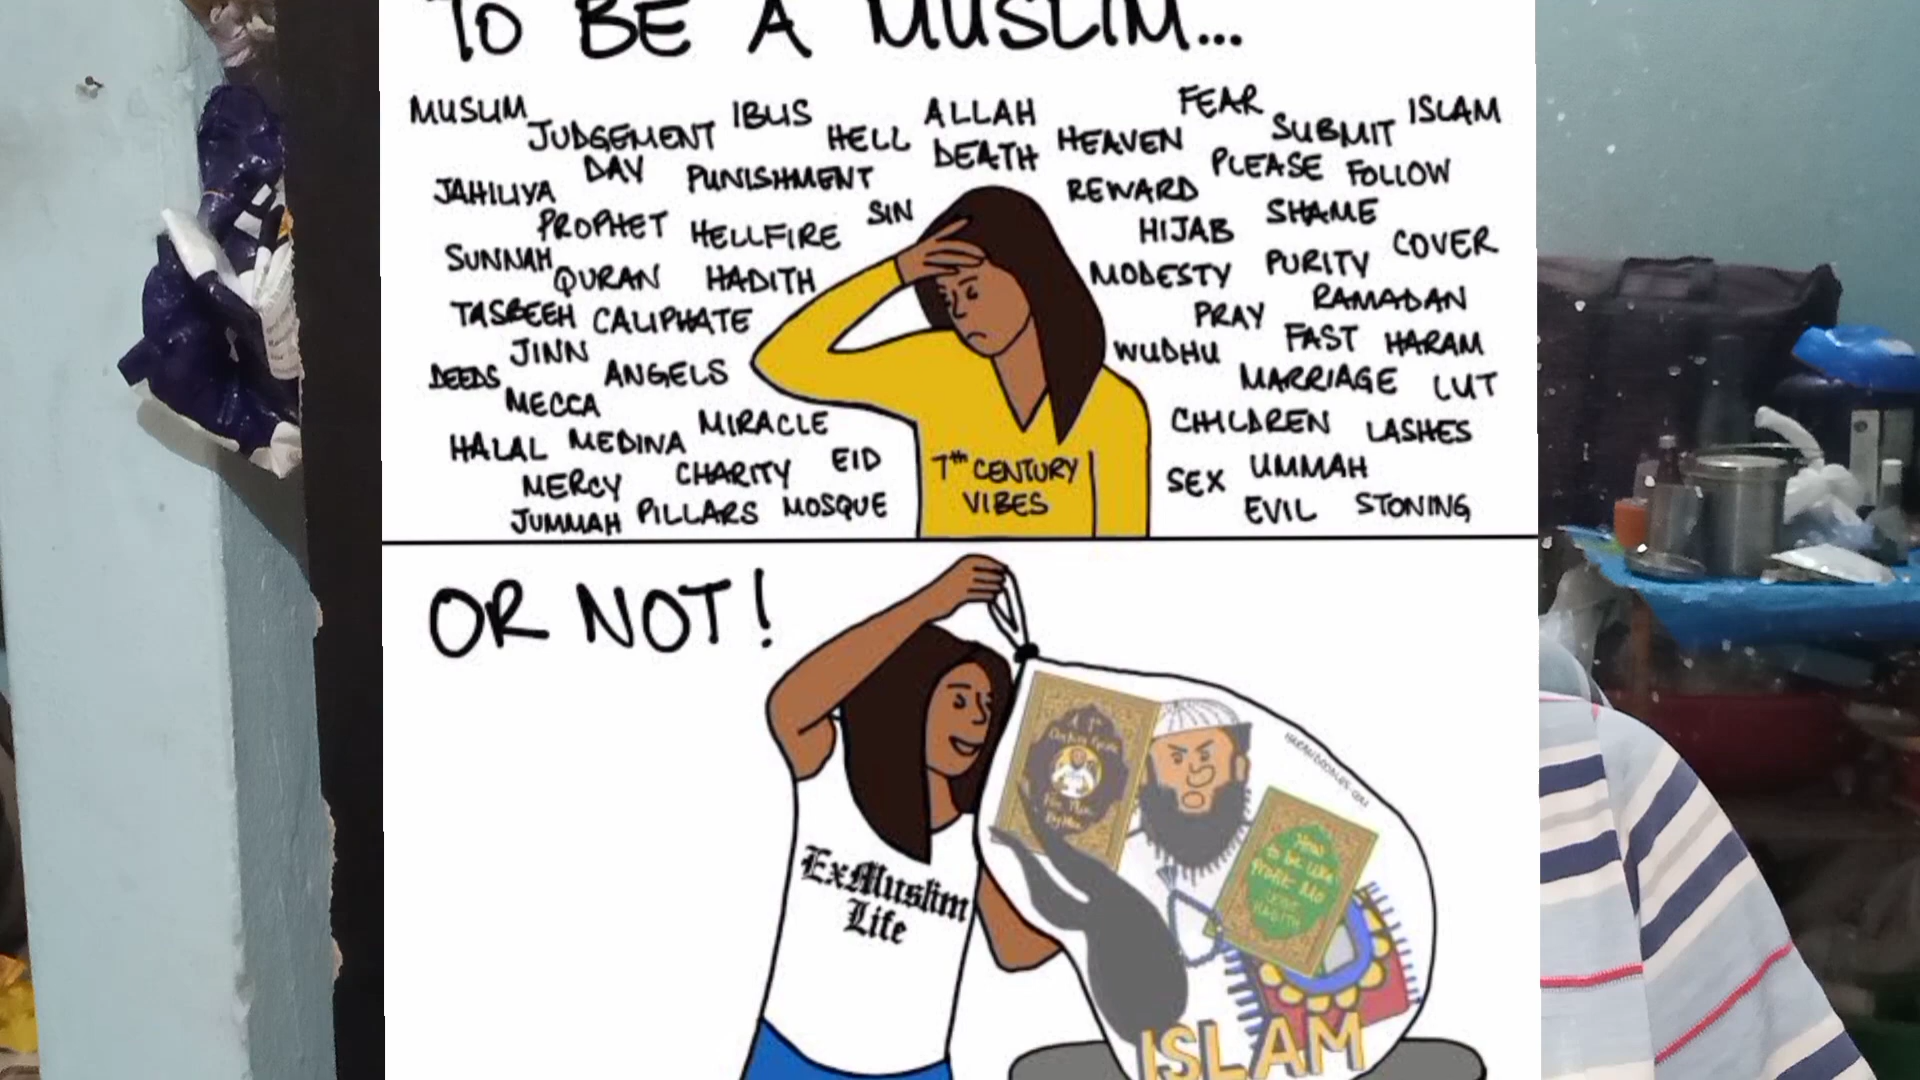 TO BE A MUSLIM...
MUSLIM JUDGEMENT DAY IBLIS HELL ALLAH DEATH HEAVEN FEAR SUBMIT ISLAM
JAHILIYA PUNISHMENT REWARD PLEASE FOLLOW
PROPHET HELLFIRE SIN HIJAB SHAME
SUNNAH QURAN HADITH MODESTY PURITY COVER
TASBEEH CALIPHATE PRAY RAMADAN
JINN WUDHU FAST HARAM
DEEDS ANGELS MARRIAGE LUT
MECCA MIRACLE CHILDREN LASHES
HALAL MEDINA
MERCY CHARITY EID SEX UMMAH
JUMMAH PILLARS MOSQUE EVIL STONING
7th CENTURY
VIBES
OR NOT!
ExMuslim
Life
ISLAM